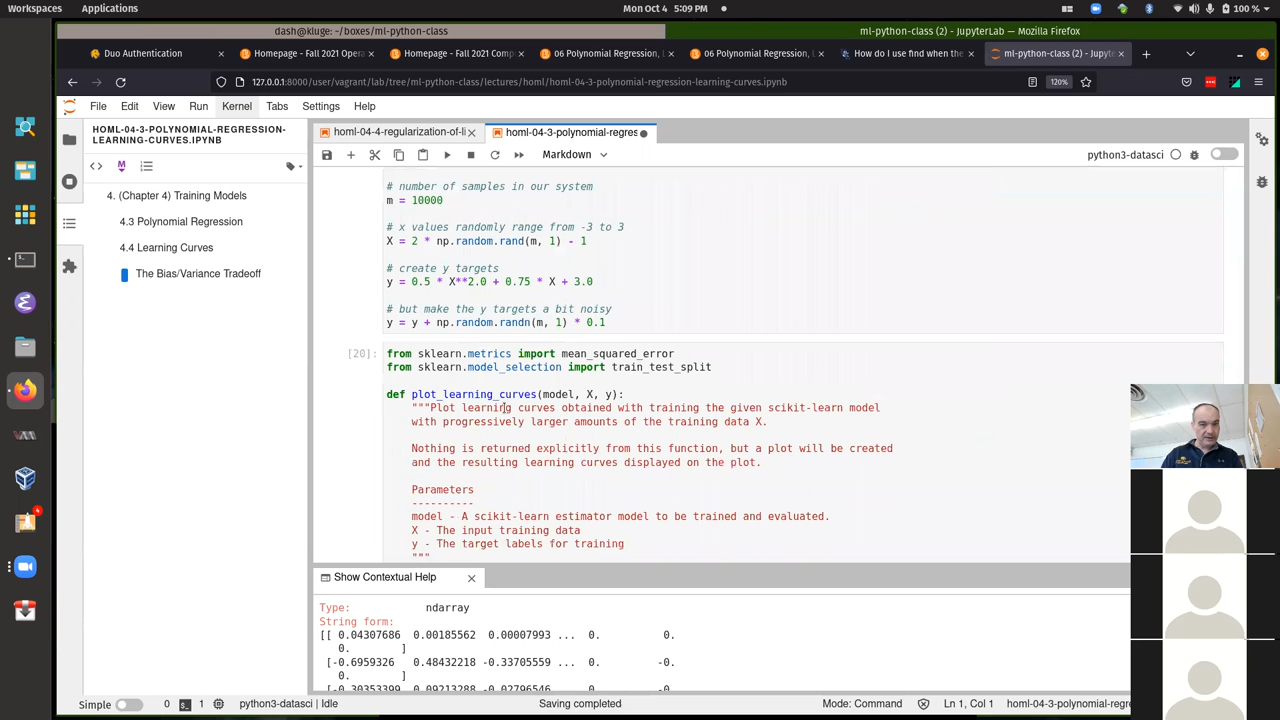 Workspaces
Applications
Mon Oct 4 5:09 PM
100 %
dash@kluge: ~/boxes/ml-python-class
ml-python-class (2) - JupyterLab — Mozilla Firefox
Duo Authentication
Homepage - Fall 2021 Opera
Homepage - Fall 2021 Comp
06 Polynomial Regression, L
06 Polynomial Regression, L
How do I use find when the
ml-python-class (2) - Jupyte
127.0.0.1:8000/user/vagrant/lab/tree/ml-python-class/lectures/homl/homl-04-3-polynomial-regression-learning-curves.ipynb
120%
File
Edit
View
Run
Kernel
Tabs
Settings
Help
HOML-04-3-POLYNOMIAL-REGRESSION-
LEARNING-CURVES.IPYNB
homl-04-4-regularization-of-li
homl-04-3-polynomial-regres
Markdown
python3-datasci
4. (Chapter 4) Training Models
4.3 Polynomial Regression
4.4 Learning Curves
The Bias/Variance Tradeoff
# number of samples in our system
m = 10000
# x values randomly range from -3 to 3
X = 2 * np.random.rand(m, 1) - 1
# create y targets
y = 0.5 * X**2.0 + 0.75 * X + 3.0
# but make the y targets a bit noisy
y = y + np.random.randn(m, 1) * 0.1
[20]:
from sklearn.metrics import mean_squared_error
from sklearn.model_selection import train_test_split
def plot_learning_curves(model, X, y):
"""Plot learning curves obtained with training the given scikit-learn model
with progressively larger amounts of the training data X.
Nothing is returned explicitly from this function, but a plot will be created
and the resulting learning curves displayed on the plot.
Parameters
----------
model - A scikit-learn estimator model to be trained and evaluated.
X - The input training data
y - The target labels for training
"""
Show Contextual Help
Type: ndarray
String form:
[[ 0.04307686 0.00185562 0.00007993 ... 0. 0.
0. ]
[-0.6959326 0.48432218 -0.33705559 ... 0. -0.
0. ]
[-0.30353399 0.09213288 -0.02796546 ... 0. -0.
Simple
0
1
python3-datasci | Idle
Saving completed
Mode: Command
Ln 1, Col 1
homl-04-3-polynomial-regre
4